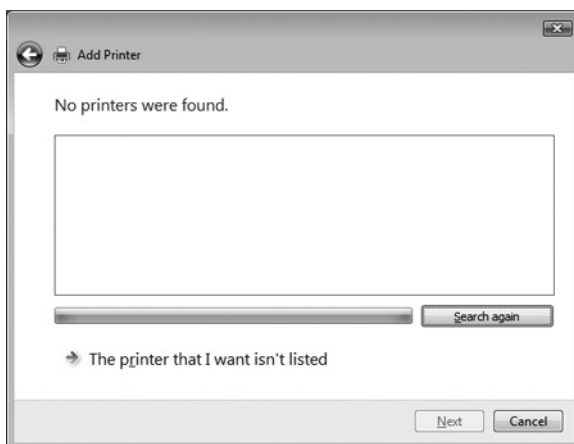 Add Printer
No printers were found.
Search again
The printer that I want isn't listed
Next
Cancel